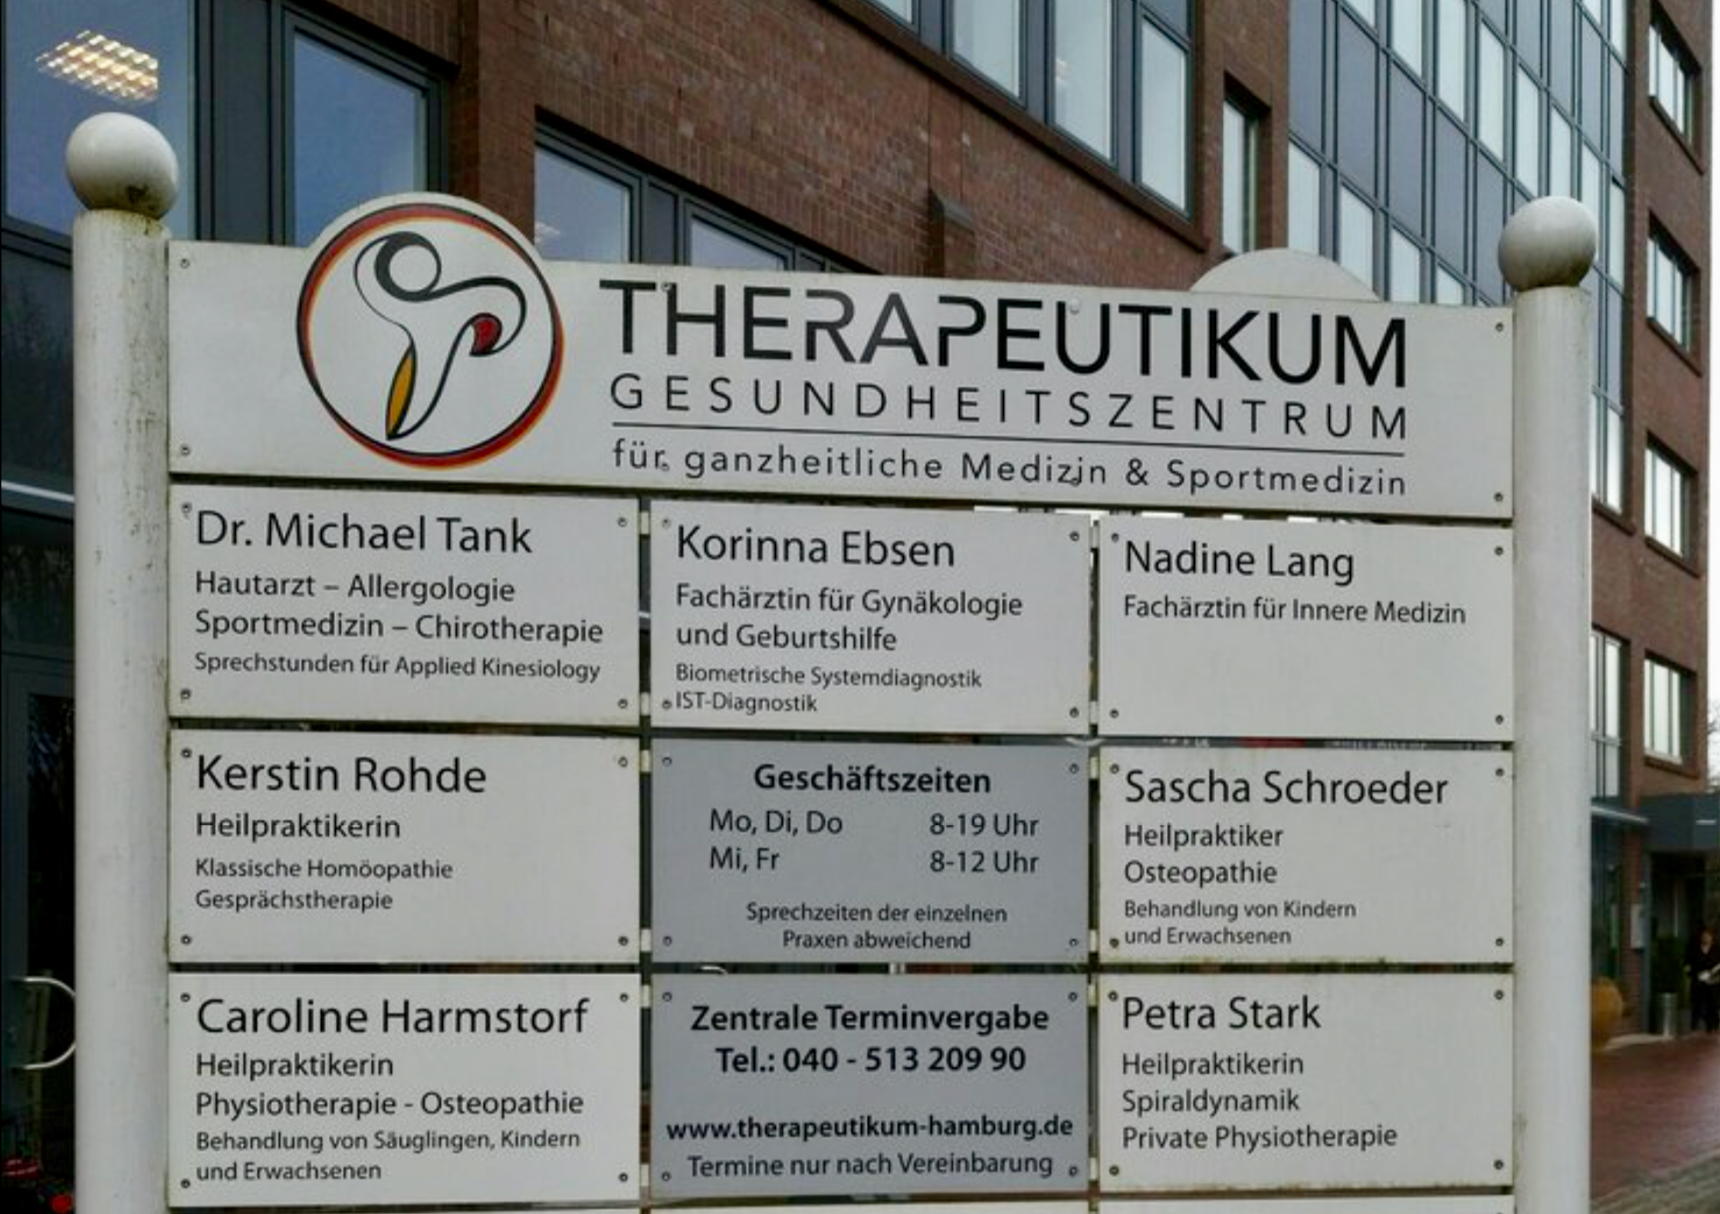 THERAPEUTIKUM
GESUNDHEITSZENTRUM
für ganzheitliche Medizin & Sportmedizin
Dr. Michael Tank
Hautarzt – Allergologie
Sportmedizin – Chirotherapie
Sprechstunden für Applied Kinesiology
Korinna Ebsen
Fachärztin für Gynäkologie
und Geburtshilfe
Biometrische Systemdiagnostik
IST-Diagnostik
Nadine Lang
Fachärztin für Innere Medizin
Kerstin Rohde
Heilpraktikerin
Klassische Homöopathie
Gesprächstherapie
Geschäftszeiten
Mo, Di, Do 8-19 Uhr
Mi, Fr 8-12 Uhr
Sprechzeiten der einzelnen
Praxen abweichend
Sascha Schroeder
Heilpraktiker
Osteopathie
Behandlung von Kindern
und Erwachsenen
Caroline Harmstorf
Heilpraktikerin
Physiotherapie - Osteopathie
Behandlung von Säuglingen, Kindern
und Erwachsenen
Zentrale Terminvergabe
Tel.: 040 - 513 209 90
www.therapeutikum-hamburg.de
Termine nur nach Vereinbarung
Petra Stark
Heilpraktikerin
Spiraldynamik
Private Physiotherapie